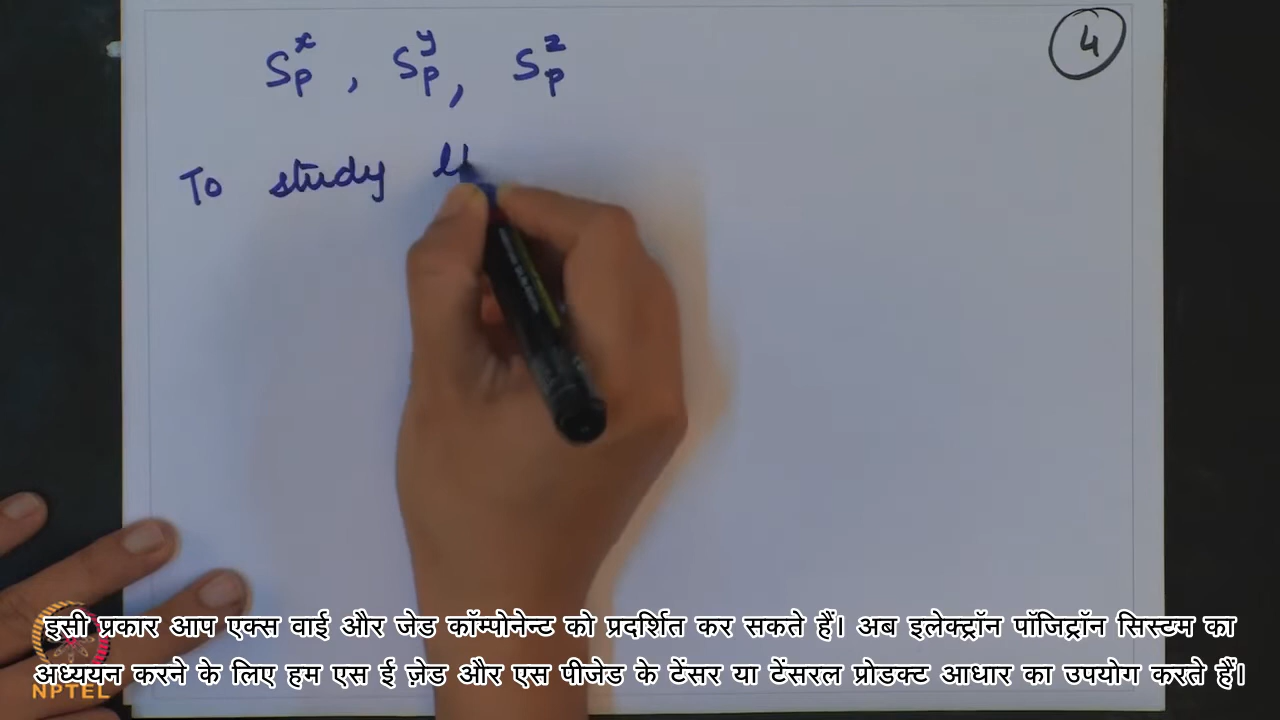 S_p^x , S_p^y , S_p^z
4
To study
इसी प्रकार आप एक्स वाई और जेड कॉम्पोनेन्ट को प्रदर्शित कर सकते हैं। अब इलेक्ट्रॉन पॉजिट्रॉन सिस्टम का
अध्ययन करने के लिए हम एस ई ज़ेड और एस पीजेड के टेंसर या टेंसरल प्रोडक्ट आधार का उपयोग करते हैं।
NPTEL